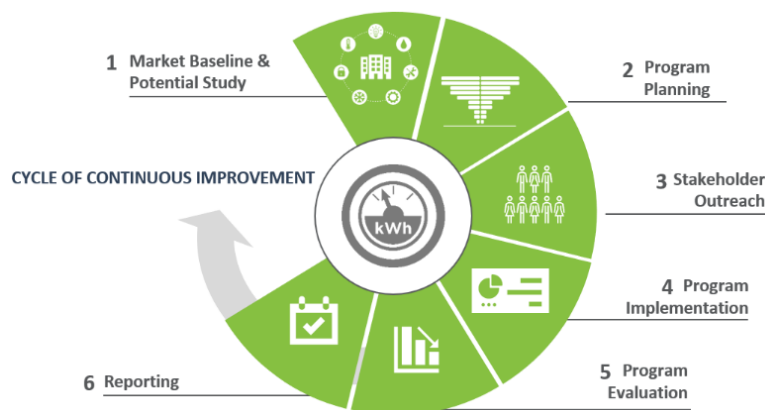 1 Market Baseline &
Potential Study
2 Program
Planning
CYCLE OF CONTINUOUS IMPROVEMENT
3 Stakeholder
Outreach
kWh
4 Program
Implementation
5 Program
Evaluation
6 Reporting